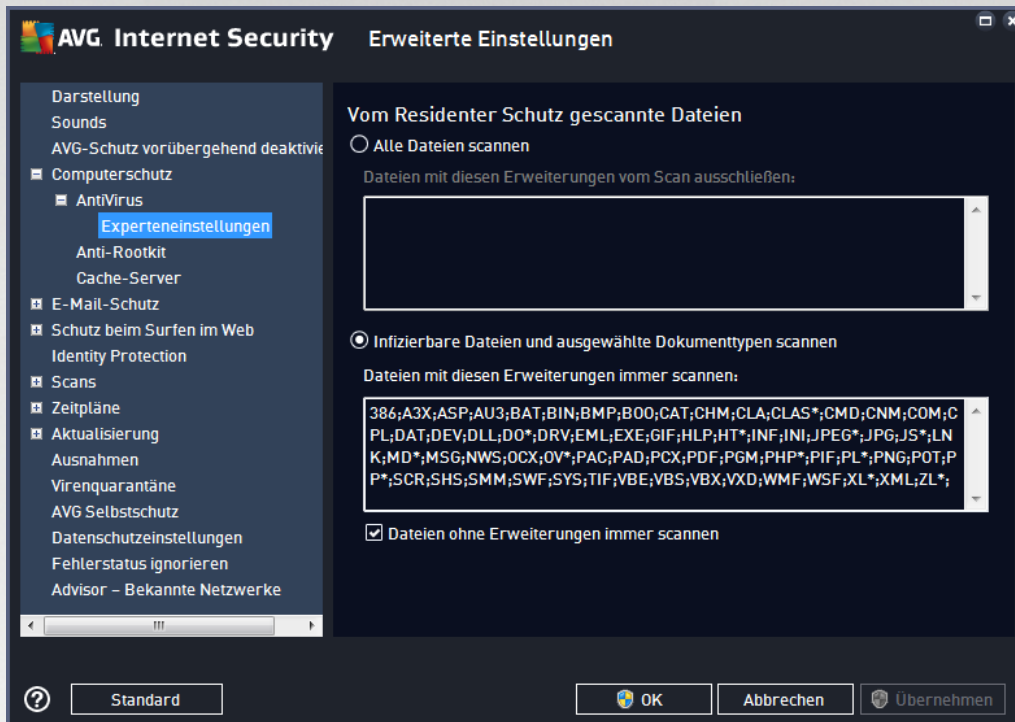 AVG. Internet Security Erweiterte Einstellungen
Darstellung
Sounds
AVG-Schutz vorübergehend deaktivie
Computerschutz
AntiVirus
Experteneinstellungen
Anti-Rootkit
Cache-Server
E-Mail-Schutz
Schutz beim Surfen im Web
Identity Protection
Scans
Zeitpläne
Aktualisierung
Ausnahmen
Virenquarantäne
AVG Selbstschutz
Datenschutzeinstellungen
Fehlerstatus ignorieren
Advisor – Bekannte Netzwerke
Vom Residenter Schutz gescannte Dateien
Alle Dateien scannen
Dateien mit diesen Erweiterungen vom Scan ausschließen:
Infizierbare Dateien und ausgewählte Dokumenttypen scannen
Dateien mit diesen Erweiterungen immer scannen:
386;A3X;ASP;AU3;BAT;BIN;BMP;BOO;CAT;CHM;CLA;CLAS*;CMD;CNM;COM;C
PL;DAT;DEV;DLL;DO*;DRV;EML;EXE;GIF;HLP;HT*;INF;INI;JPEG*;JPG;JS*;LN
K;MD*;MSG;NWS;OCX;OV*;PAC;PAD;PCX;PDF;PGM;PHP*;PIF;PL*;PNG;POT;P
P*;SCR;SHS;SMM;SWF;SYS;TIF;VBE;VBS;VBX;VXD;WMF;WSF;XL*;XML;ZL*;
Dateien ohne Erweiterungen immer scannen
Standard
OK
Abbrechen
Übernehmen